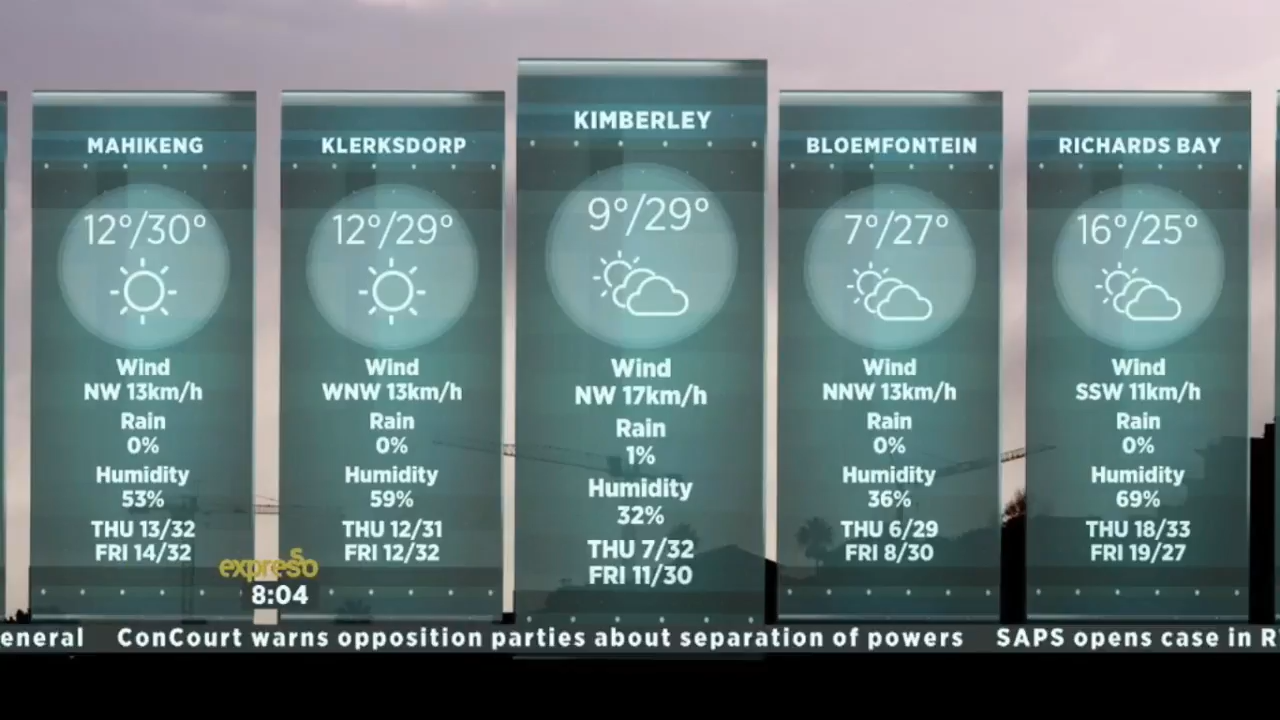 MAHIKENG
12°/30°
Wind
NW 13km/h
Rain
0%
Humidity
53%
THU 13/32
FRI 14/32
KLERKSDORP
12°/29°
Wind
WNW 13km/h
Rain
0%
Humidity
59%
THU 12/31
FRI 12/32
KIMBERLEY
9°/29°
Wind
NW 17km/h
Rain
1%
Humidity
32%
THU 7/32
FRI 11/30
BLOEMFONTEIN
7°/27°
Wind
NNW 13km/h
Rain
0%
Humidity
36%
THU 6/29
FRI 8/30
RICHARDS BAY
16°/25°
Wind
SSW 11km/h
Rain
0%
Humidity
69%
THU 18/33
FRI 19/27
expresso
8:04
eneral ConCourt warns opposition parties about separation of powers SAPS opens case in R